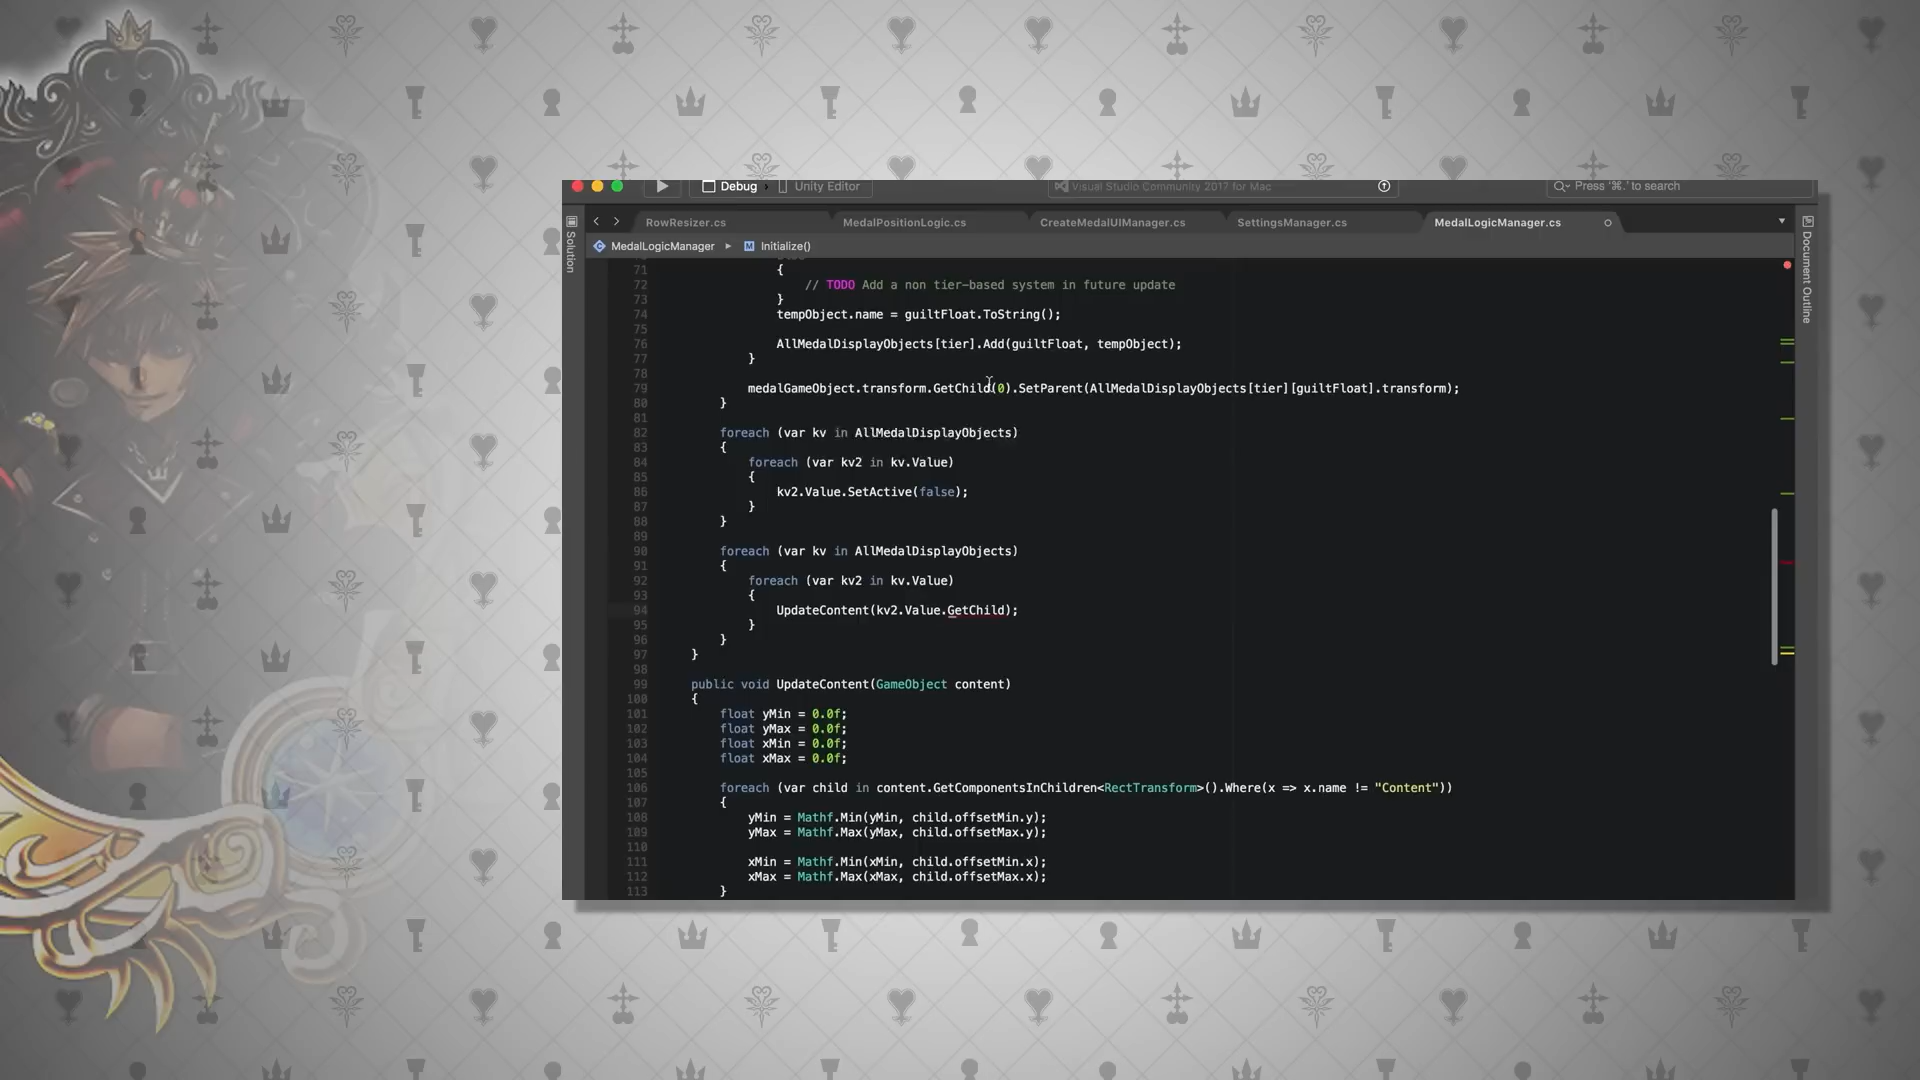 Debug › Unity Editor
Visual Studio Community 2017 for Mac
Press '⌘.' to search
Solution
RowResizer.cs
MedalPositionLogic.cs
CreateMedalUIManager.cs
SettingsManager.cs
MedalLogicManager.cs
Document Outline
MedalLogicManager
Initialize()
71 {
72 // TODO Add a non tier-based system in future update
73 }
74 tempObject.name = guiltFloat.ToString();
75
76 AllMedalDisplayObjects[tier].Add(guiltFloat, tempObject);
77 }
78
79 medalGameObject.transform.GetChild(0).SetParent(AllMedalDisplayObjects[tier][guiltFloat].transform);
80 }
81
82 foreach (var kv in AllMedalDisplayObjects)
83 {
84 foreach (var kv2 in kv.Value)
85 {
86 kv2.Value.SetActive(false);
87 }
88 }
89
90 foreach (var kv in AllMedalDisplayObjects)
91 {
92 foreach (var kv2 in kv.Value)
93 {
94 UpdateContent(kv2.Value.GetChild);
95 }
96 }
97 }
98
99 public void UpdateContent(GameObject content)
100 {
101 float yMin = 0.0f;
102 float yMax = 0.0f;
103 float xMin = 0.0f;
104 float xMax = 0.0f;
105
106 foreach (var child in content.GetComponentsInChildren<RectTransform>().Where(x => x.name != "Content"))
107 {
108 yMin = Mathf.Min(yMin, child.offsetMin.y);
109 yMax = Mathf.Max(yMax, child.offsetMax.y);
110
111 xMin = Mathf.Min(xMin, child.offsetMin.x);
112 xMax = Mathf.Max(xMax, child.offsetMax.x);
113 }